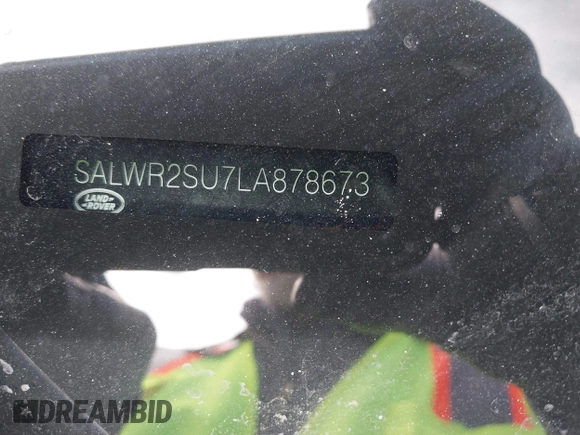 SALWR2SU7LA878673
LAND
ROVER
DREAMBID